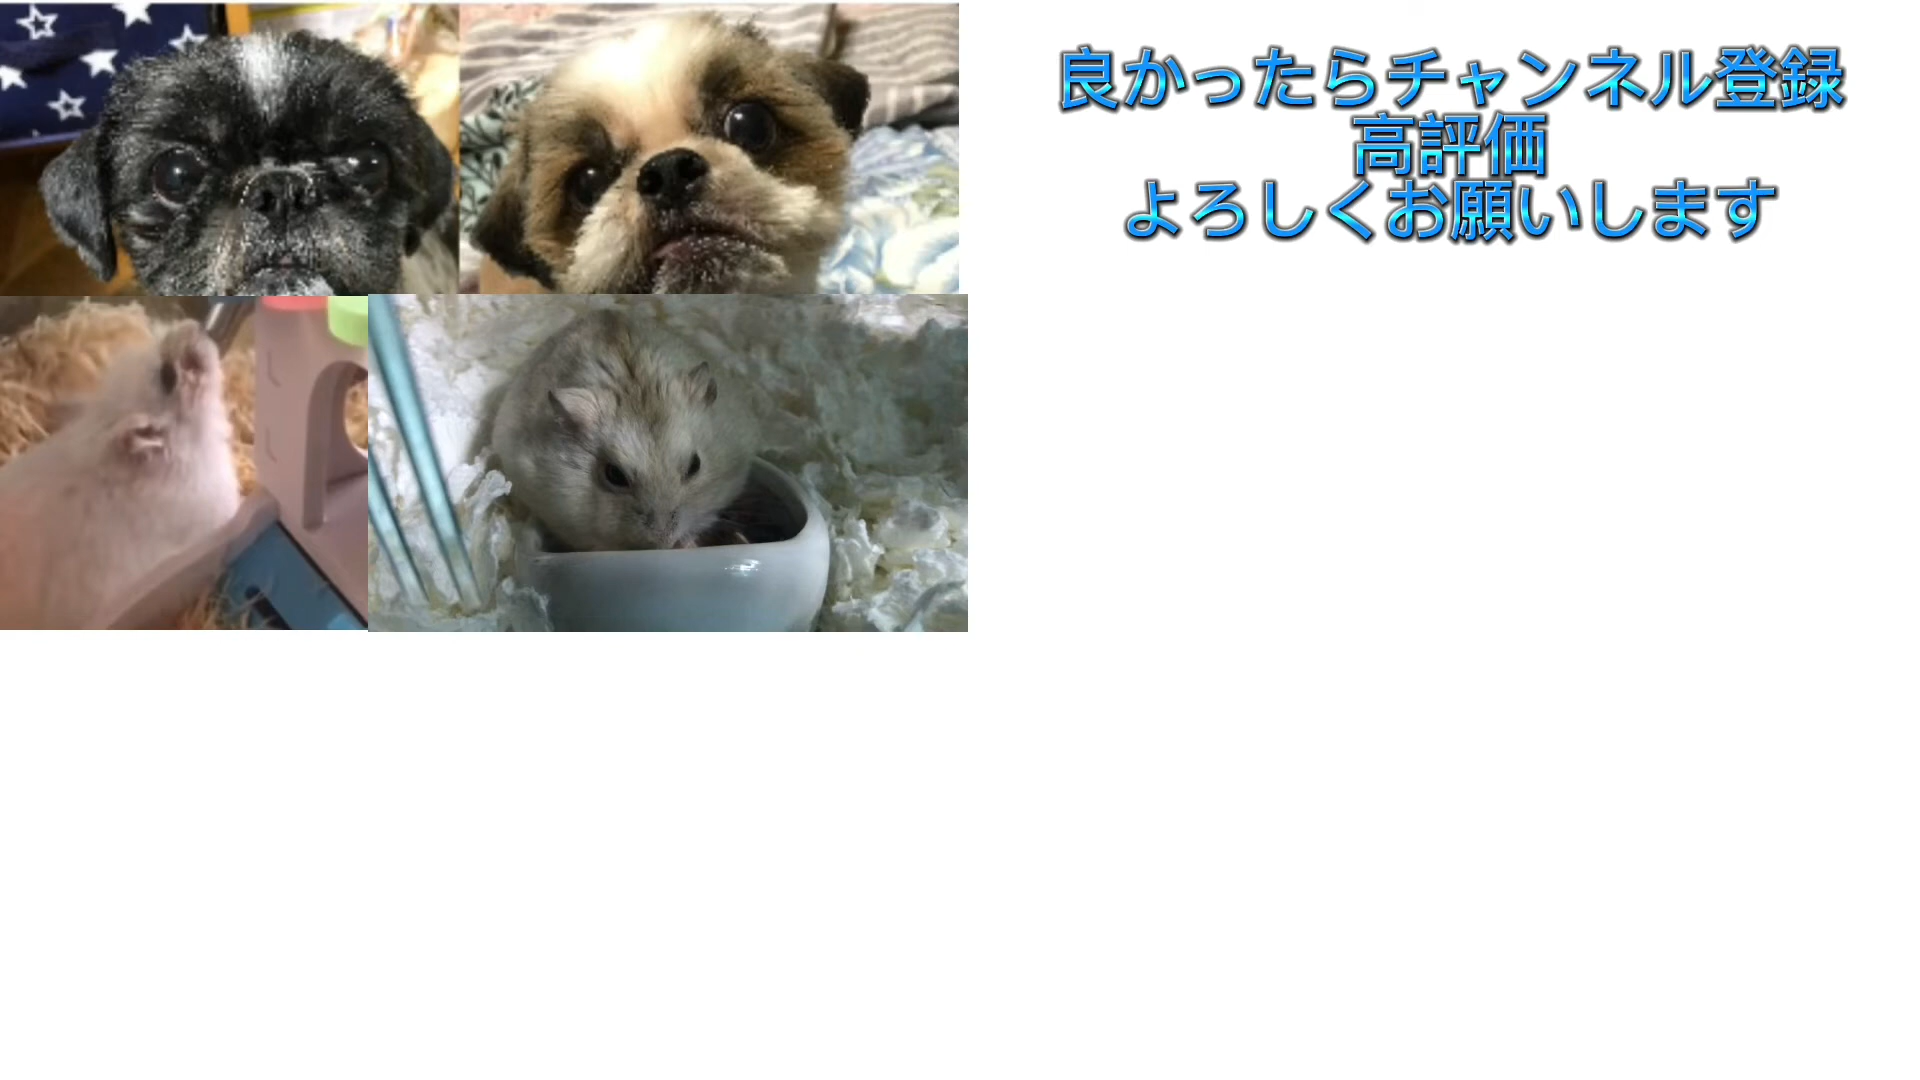 良かったらチャンネル登録
高評価
よろしくお願いします